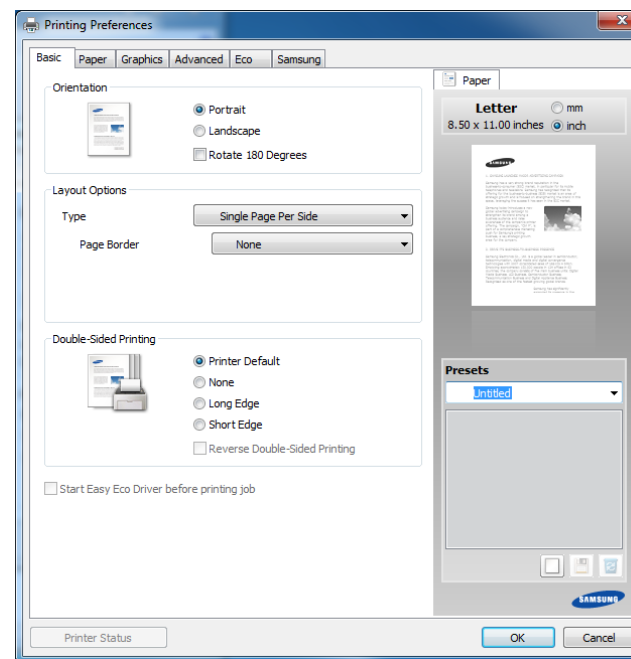 Printing Preferences
Basic Paper Graphics Advanced Eco Samsung
Orientation
Portrait
Landscape
Rotate 180 Degrees
Layout Options
Type Single Page Per Side
Page Border None
Double-Sided Printing
Printer Default
None
Long Edge
Short Edge
Reverse Double-Sided Printing
Start Easy Eco Driver before printing job
Printer Status
Paper
Letter mm
8.50 x 11.00 inches inch
SAMSUNG
Presets
Untitled
SAMSUNG
OK Cancel